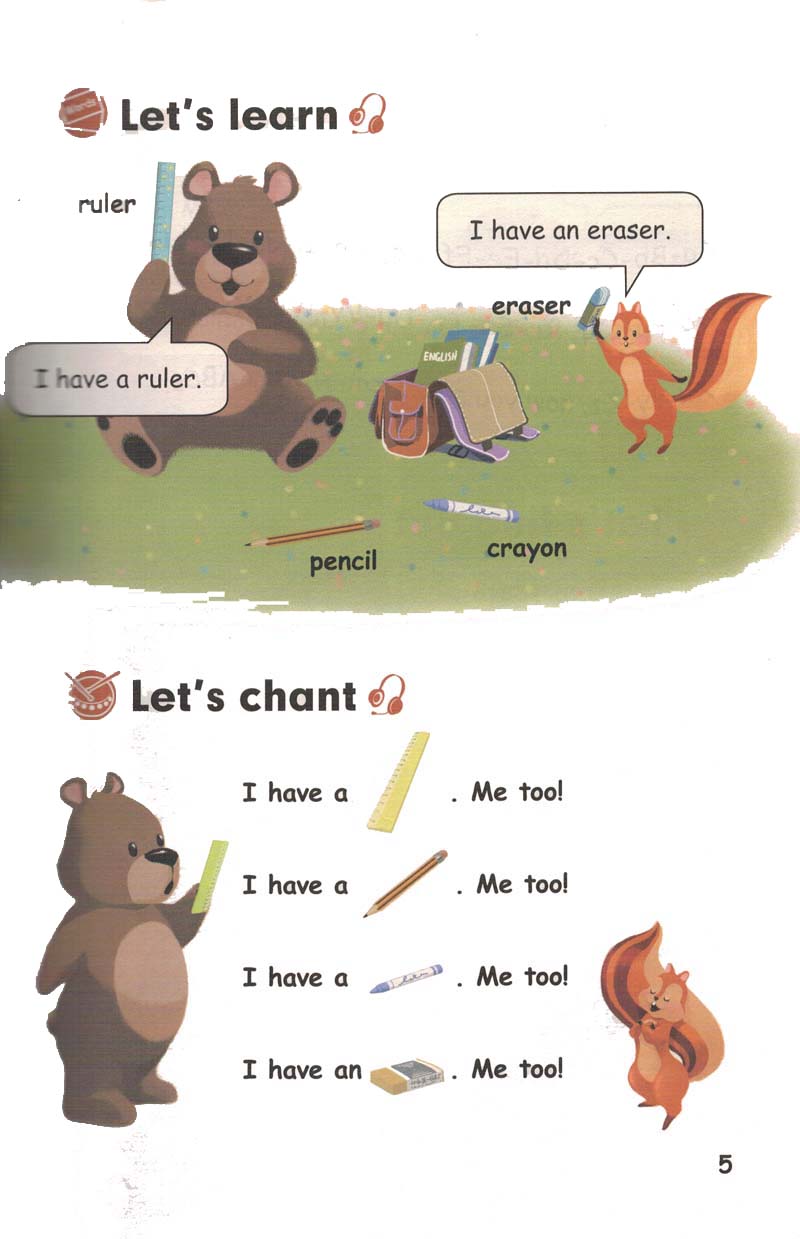 Words
Let's learn
ruler
I have an eraser.
eraser
ENGLISH
I have a ruler.
pencil
crayon
Let's chant
I have a . Me too!
I have a . Me too!
I have a . Me too!
I have an . Me too!
5